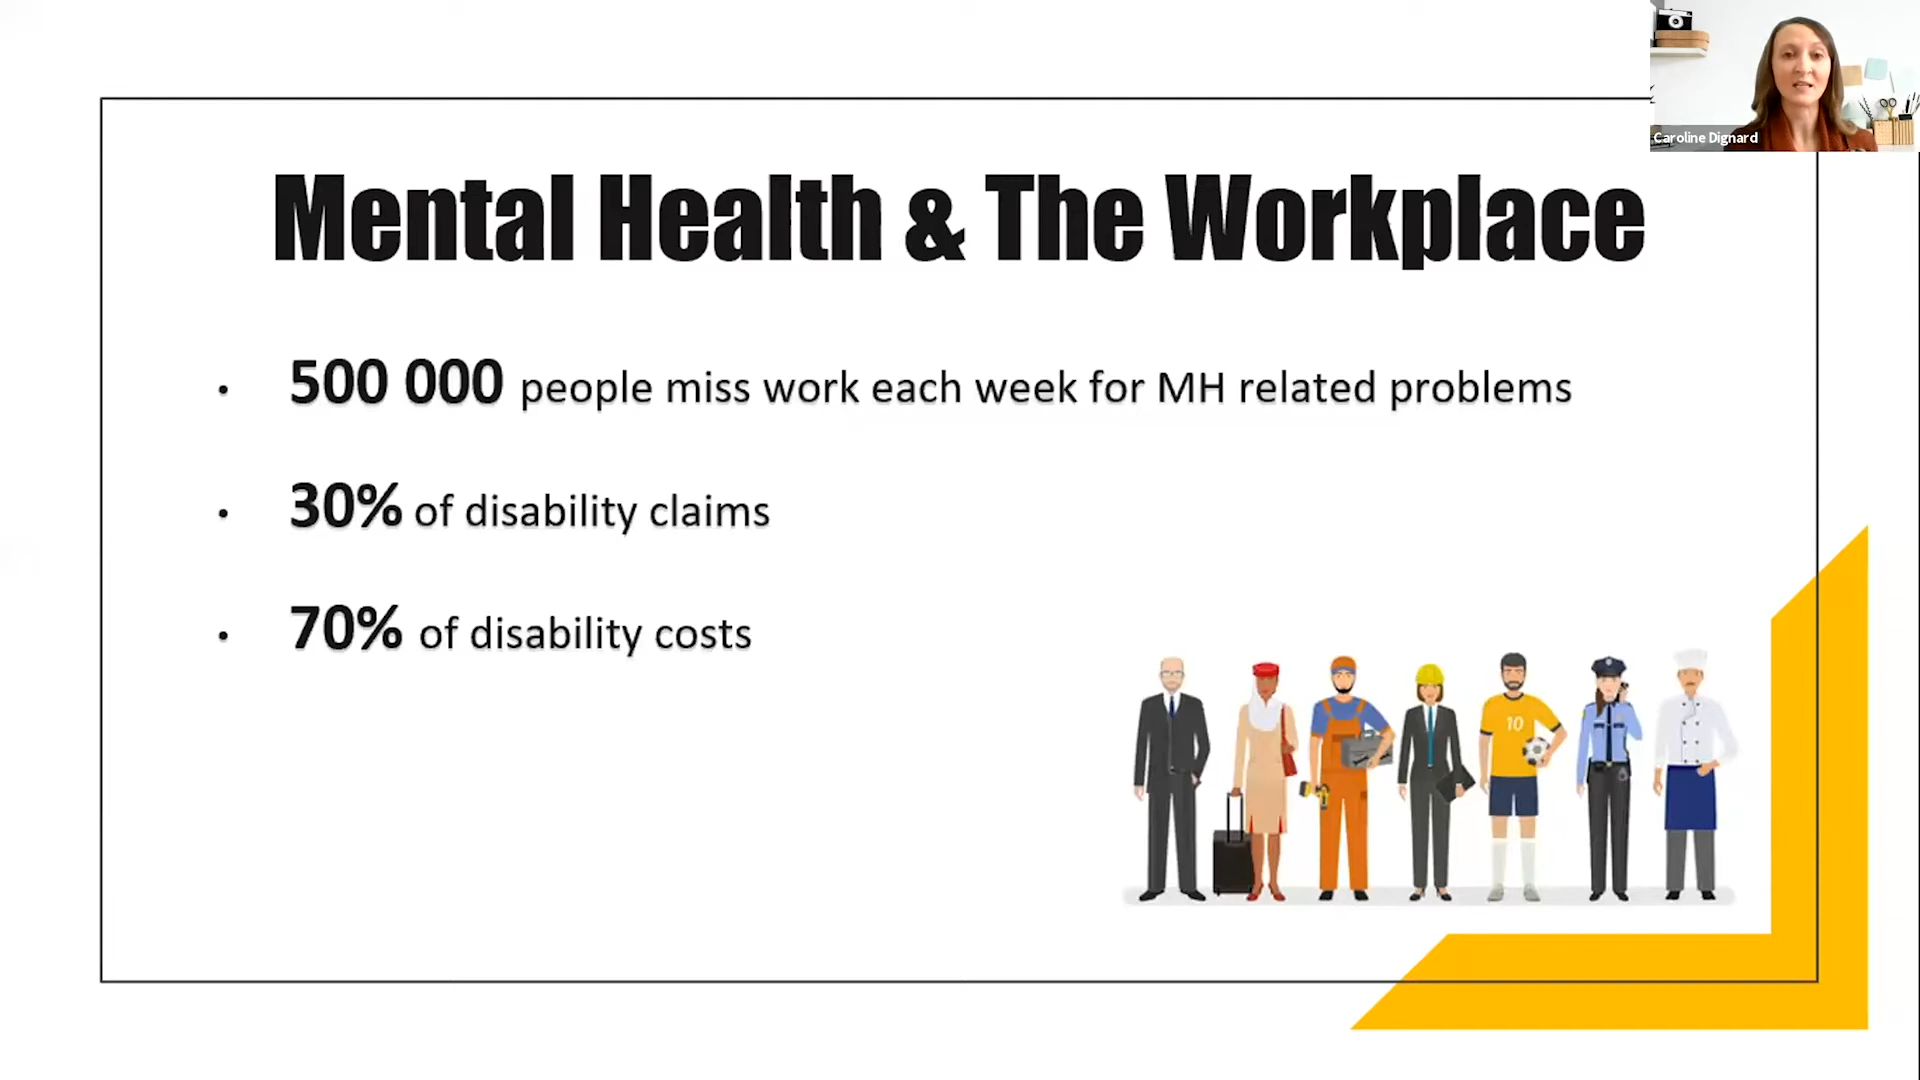 Caroline Dignard
Mental Health & The Workplace
• 500 000 people miss work each week for MH related problems
• 30% of disability claims
• 70% of disability costs
10